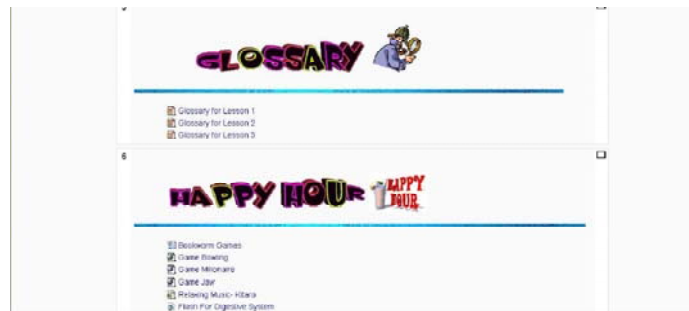 GLOSSARY
Glossary for Lesson 1
Glossary for Lesson 2
Glossary for Lesson 3
6
HAPPY HOUR HAPPY HOUR
Bookworm Games
Game Bowling
Game Millonaire
Game Jaw
Relaxing Music- Kitara
Flash For Digestive System